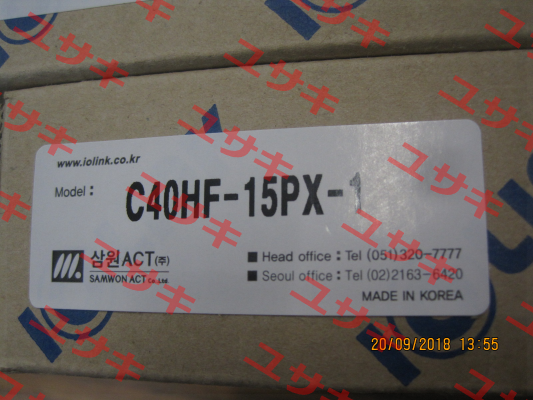 www.iolink.co.kr
Model : C40HF-15PX-1
삼원ACT(주)
SAMWON ACT Co., Ltd.
■ Head office : Tel (051)320-7777
■ Seoul office : Tel (02)2163-6420
MADE IN KOREA
20/09/2018 13:55
ユサキ